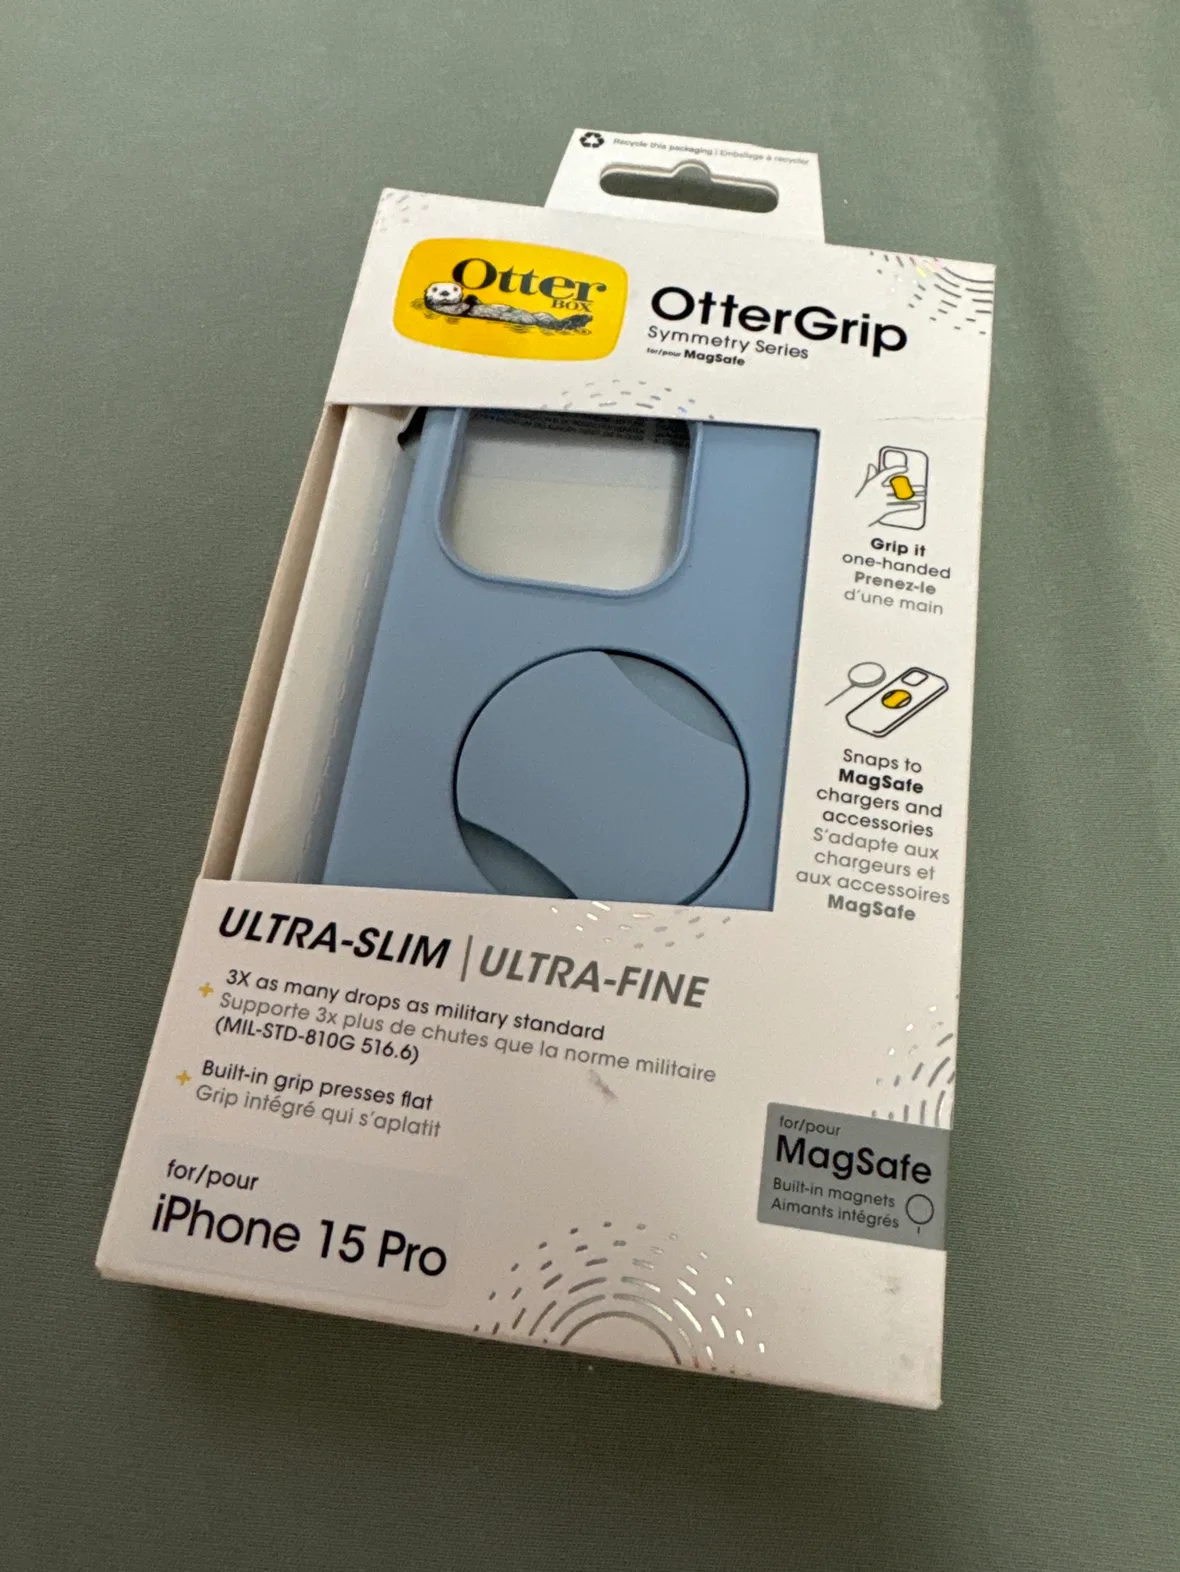 Recycle this packaging | Emballage à recycler
Otter
BOX
OtterGrip
Symmetry Series
for/pour MagSafe
Grip it
one-handed
Prenez-le
d'une main
Snaps to
MagSafe
chargers and
accessories
S'adapte aux
chargeurs et
aux accessoires
MagSafe
ULTRA-SLIM | ULTRA-FINE
+ 3X as many drops as military standard
Supporte 3x plus de chutes que la norme militaire
(MIL-STD-810G 516.6)
+ Built-in grip presses flat
Grip intégré qui s'aplatit
for/pour
iPhone 15 Pro
for/pour
MagSafe
Built-in magnets
Aimants intégrés